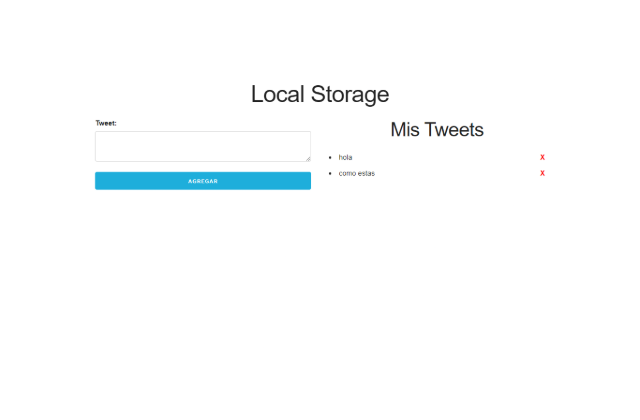 Local Storage
Tweet:
AGREGAR
Mis Tweets
hola X
como estas X